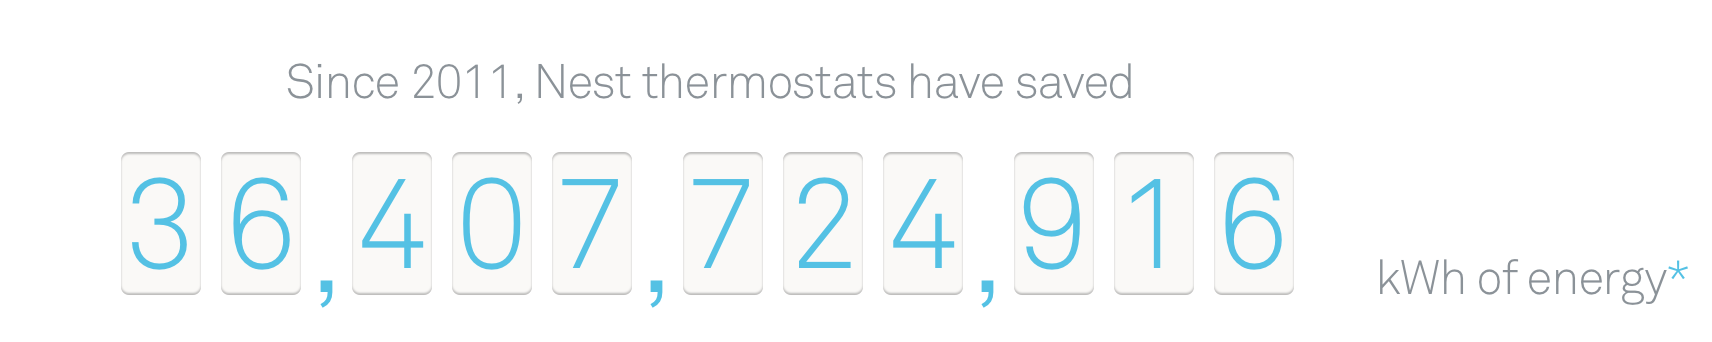 Since 2011, Nest thermostats have saved
36,407,724,916 kWh of energy*